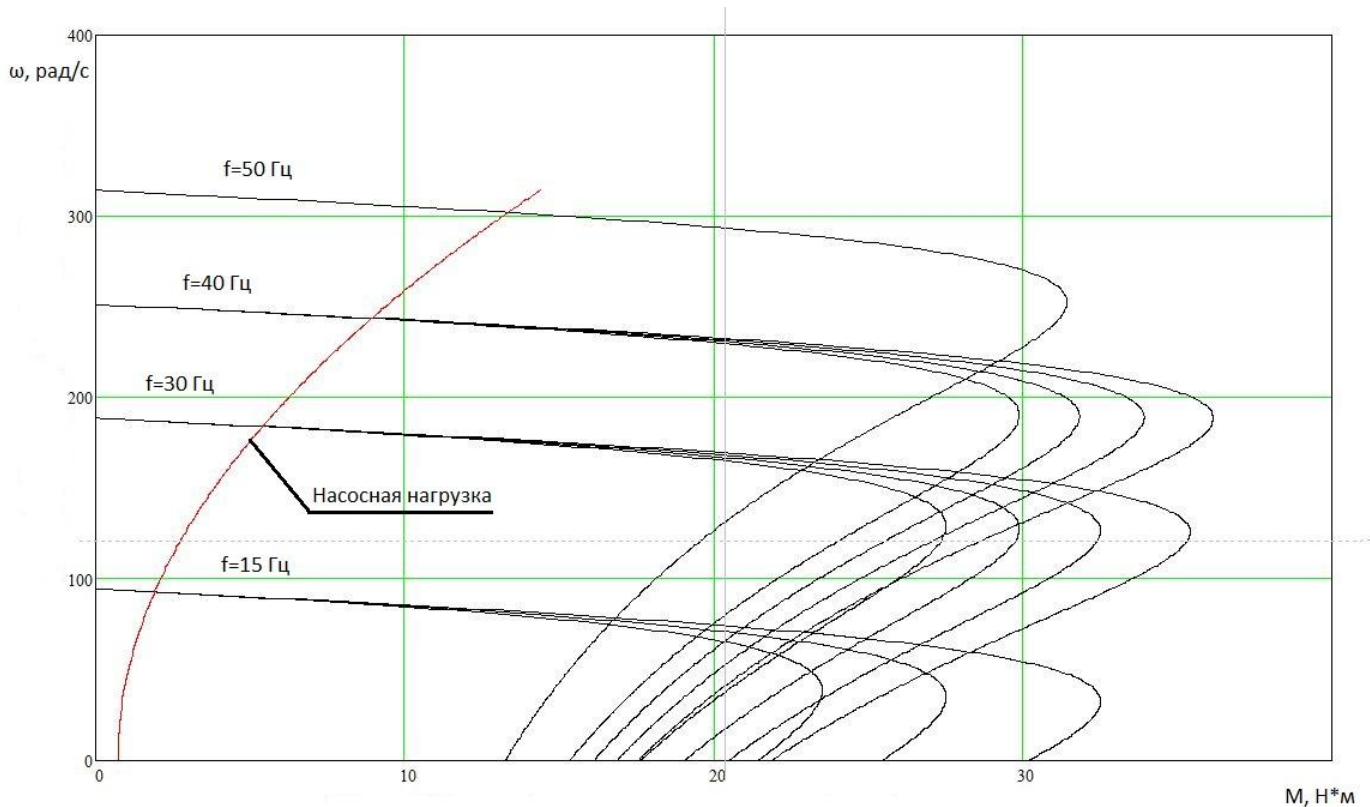 400
ω, рад/с
f=50 Гц
300
f=40 Гц
f=30 Гц
200
Насосная нагрузка
f=15 Гц
100
0
0
10
20
30
М, Н*м